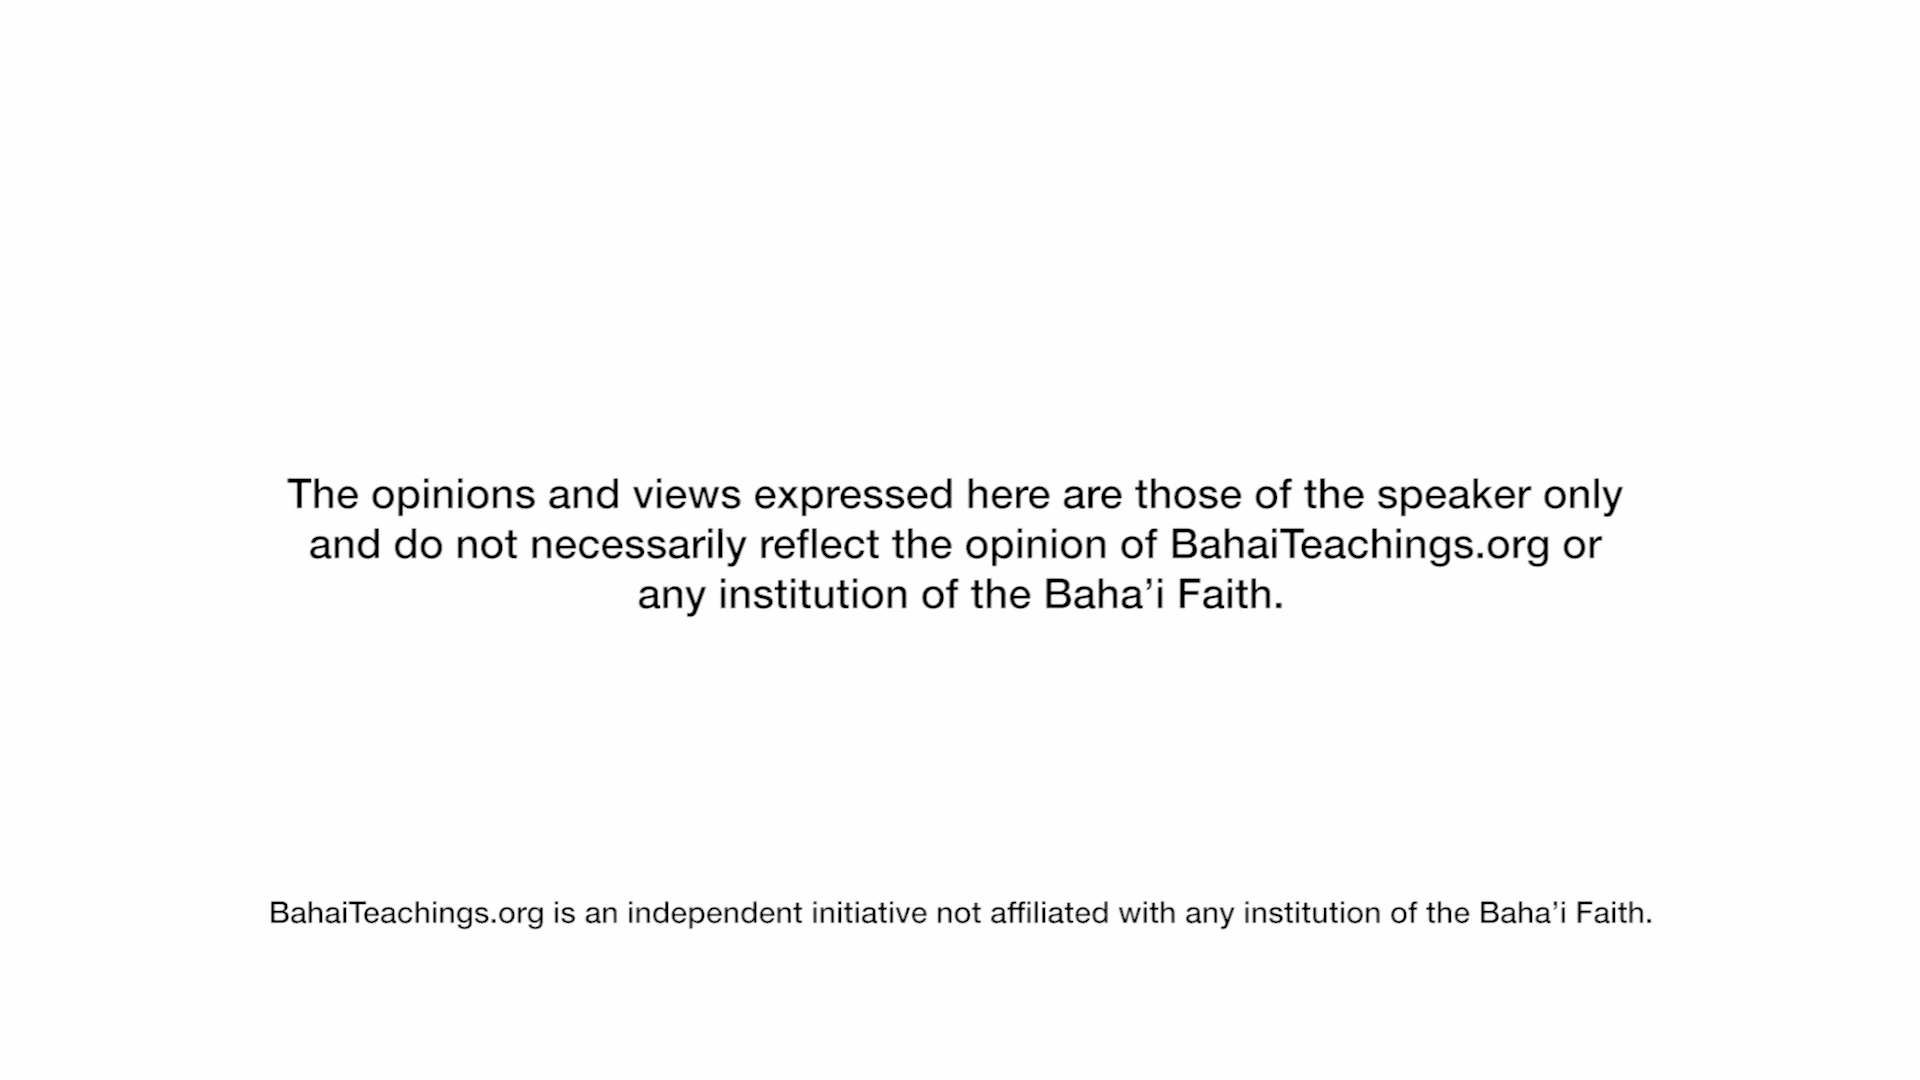 The opinions and views expressed here are those of the speaker only
and do not necessarily reflect the opinion of BahaiTeachings.org or
any institution of the Baha’i Faith.
BahaiTeachings.org is an independent initiative not affiliated with any institution of the Baha’i Faith.